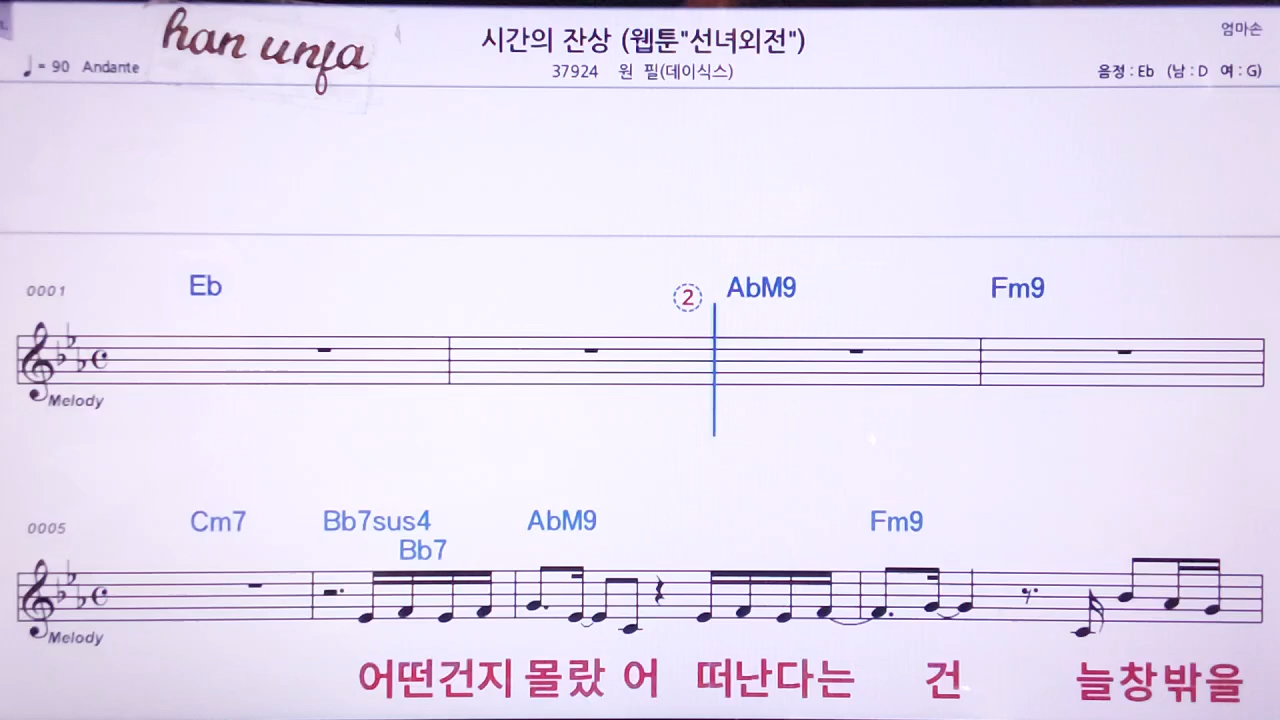 han unfa
시간의 잔상 (웹툰"선녀외전")
엄마손
♩= 90 Andante
37924 원 필(데이식스)
음정 : Eb (남 : D 여 : G)
0001 Eb ② AbM9 Fm9
Melody
0005 Cm7 Bb7sus4 AbM9 Fm9
Bb7
Melody
어떤건지 몰랐 어 떠난다는 건 늘창밖을